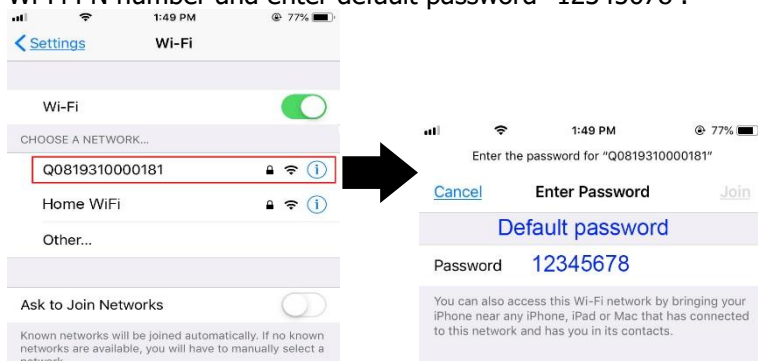 Wi-Fi PN number and enter default password "12345678".
1:49 PM
77%
Settings
Wi-Fi
Wi-Fi
CHOOSE A NETWORK...
Q0819310000181
Home WiFi
Other...
Ask to Join Networks
Known networks will be joined automatically. If no known
networks are available, you will have to manually select a
network.
1:49 PM
77%
Enter the password for "Q0819310000181"
Cancel
Enter Password
Join
Default password
Password 12345678
You can also access this Wi-Fi network by bringing your
iPhone near any iPhone, iPad or Mac that has connected
to this network and has you in its contacts.